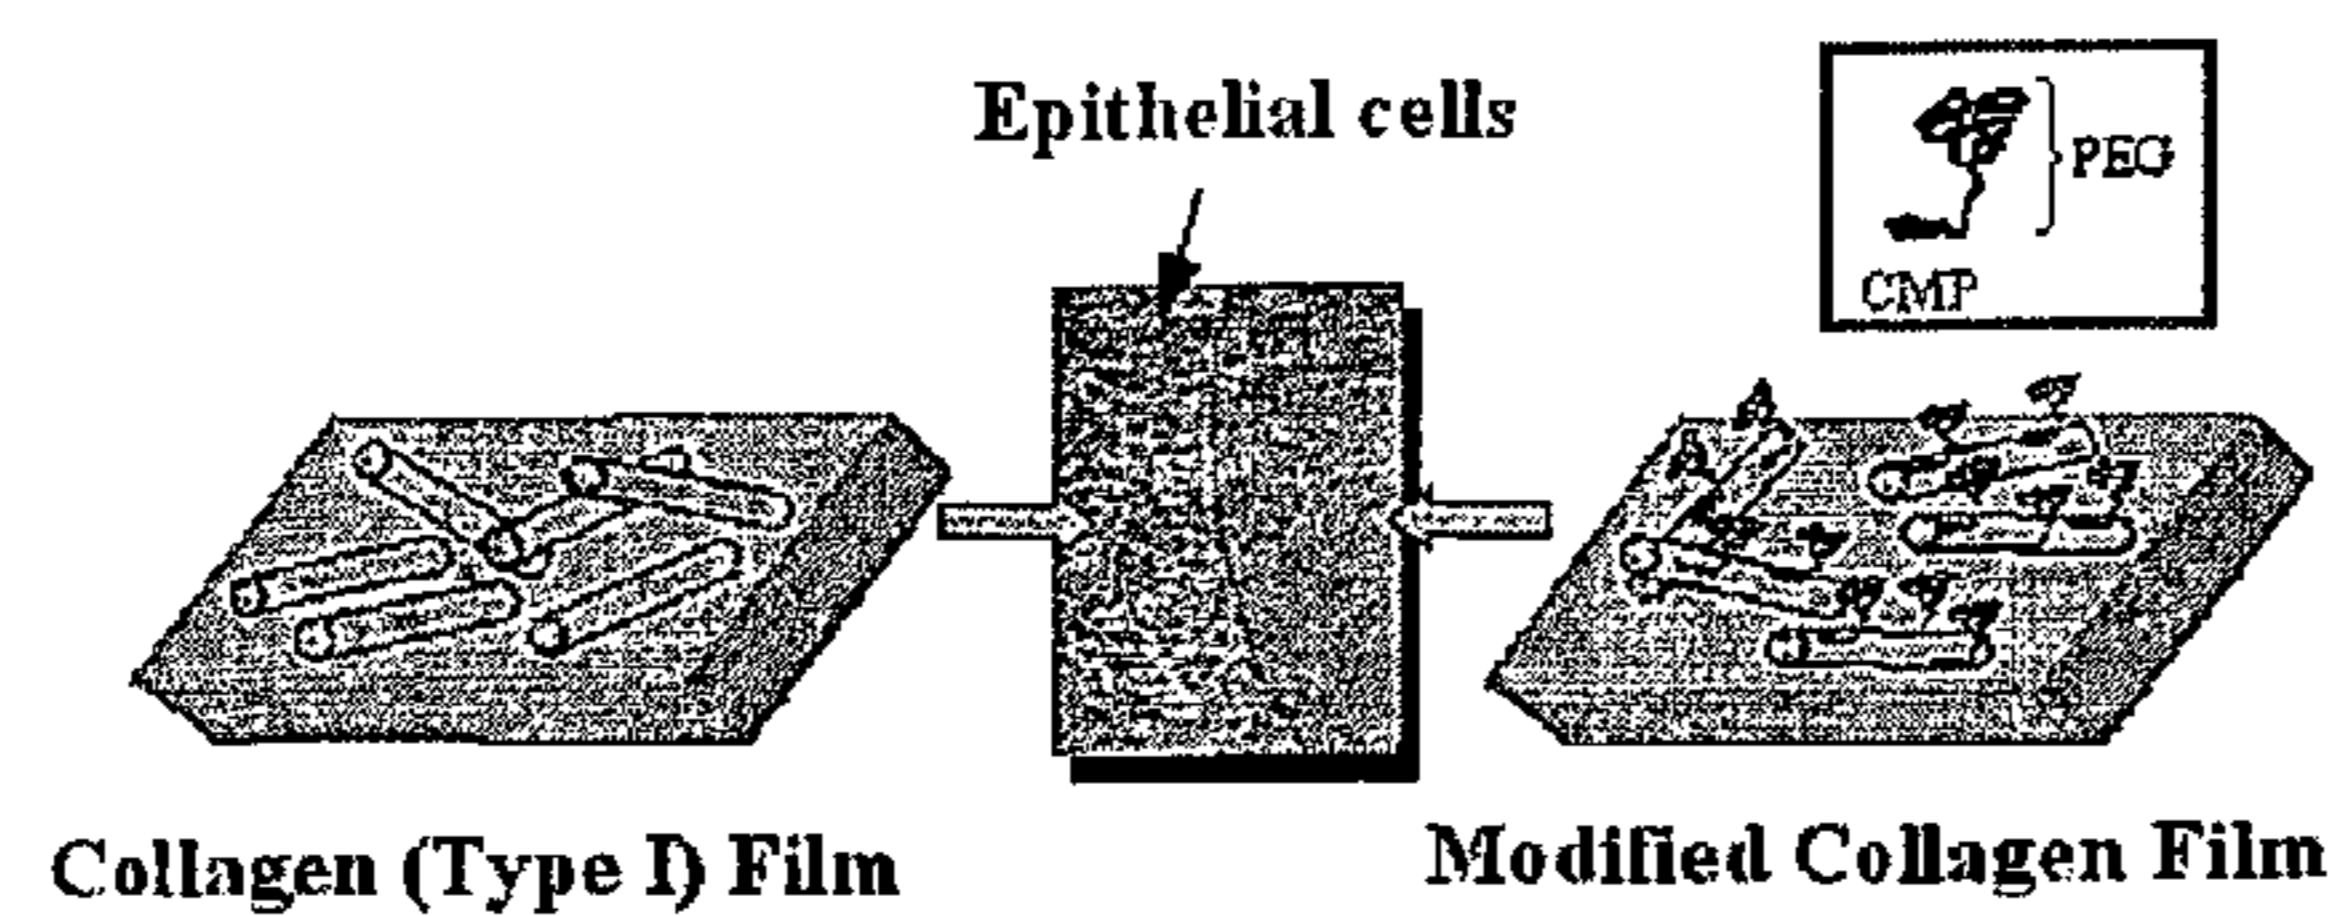 Epithelial cells
PEG
CMP
Collagen (Type I) Film
Modified Collagen Film